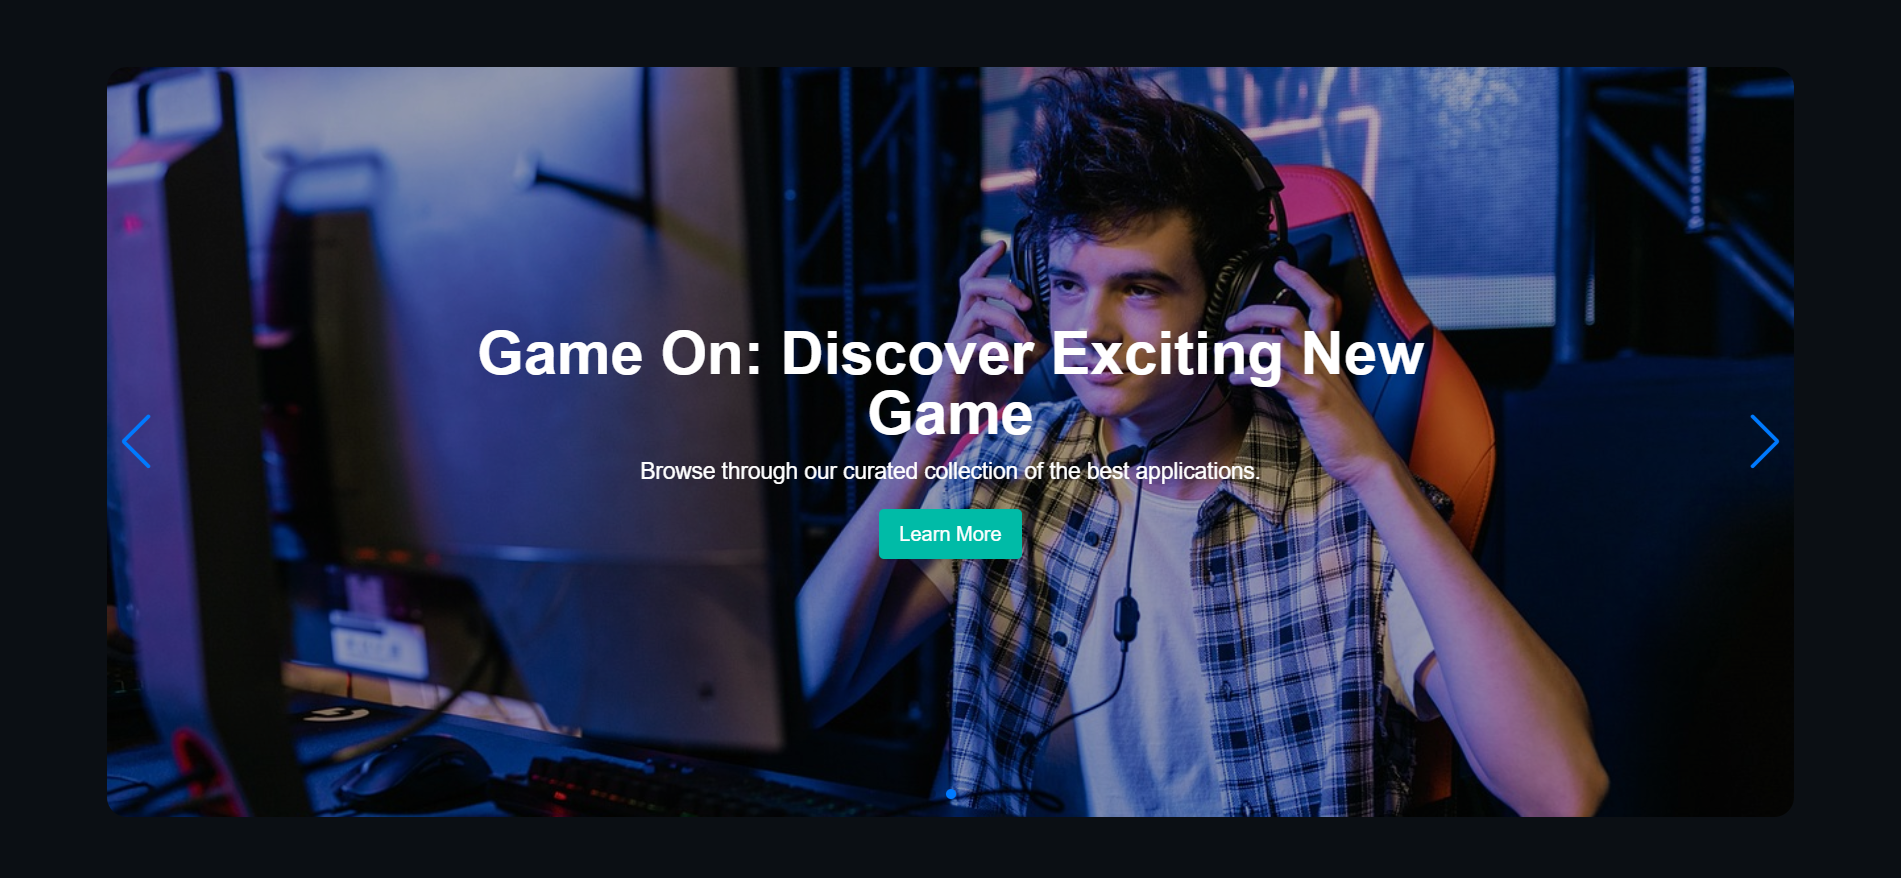 Game On: Discover Exciting New
Game
Browse through our curated collection of the best applications.
Learn More